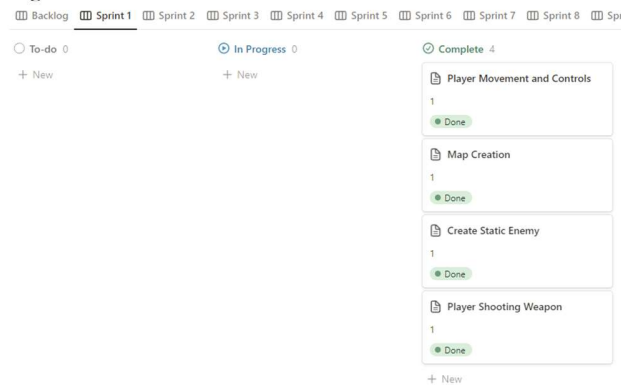 Backlog Sprint 1 Sprint 2 Sprint 3 Sprint 4 Sprint 5 Sprint 6 Sprint 7 Sprint 8
To-do 0
+ New
In Progress 0
+ New
Complete 4
Player Movement and Controls
1
Done
Map Creation
1
Done
Create Static Enemy
1
Done
Player Shooting Weapon
1
Done
+ New